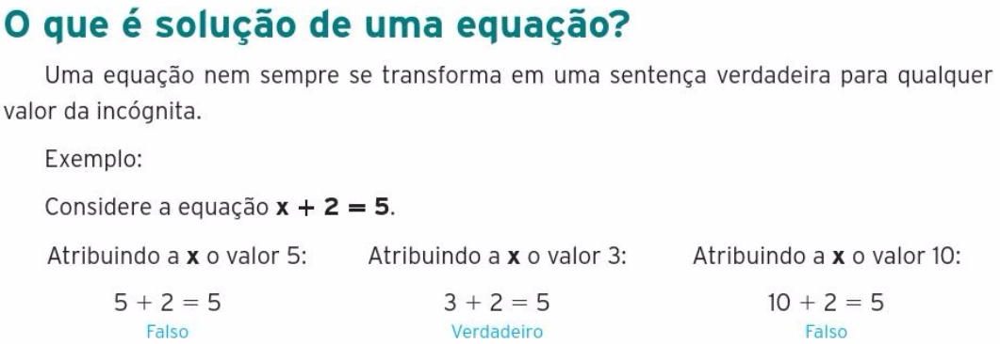 O que é solução de uma equação?
Uma equação nem sempre se transforma em uma sentença verdadeira para qualquer
valor da incógnita.
Exemplo:
Considere a equação x + 2 = 5.
Atribuindo a x o valor 5: Atribuindo a x o valor 3: Atribuindo a x o valor 10:
5 + 2 = 5 3 + 2 = 5 10 + 2 = 5
Falso Verdadeiro Falso